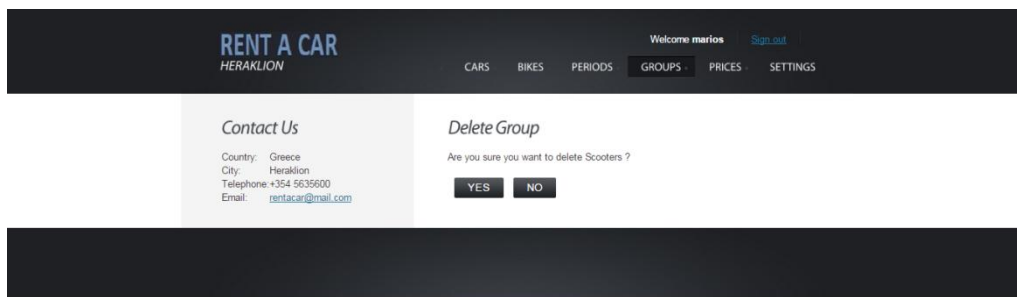 RENT A CAR
HERAKLION
Welcome marios Sign out
CARS BIKES PERIODS GROUPS PRICES SETTINGS
Contact Us
Country: Greece
City: Heraklion
Telephone:+354 5635600
Email: rentacar@mail.com
Delete Group
Are you sure you want to delete Scooters ?
YES NO